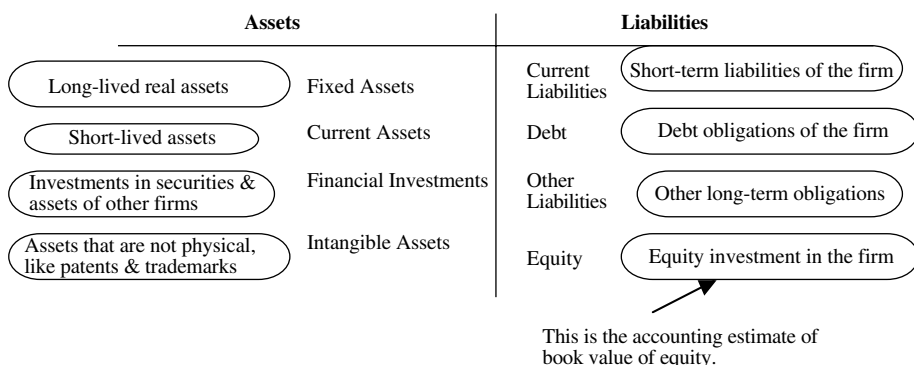 Assets
Liabilities
Long-lived real assets
Fixed Assets
Current
Liabilities
Short-term liabilities of the firm
Short-lived assets
Current Assets
Debt
Debt obligations of the firm
Investments in securities &
assets of other firms
Financial Investments
Other
Liabilities
Other long-term obligations
Assets that are not physical,
like patents & trademarks
Intangible Assets
Equity
Equity investment in the firm
This is the accounting estimate of
book value of equity.